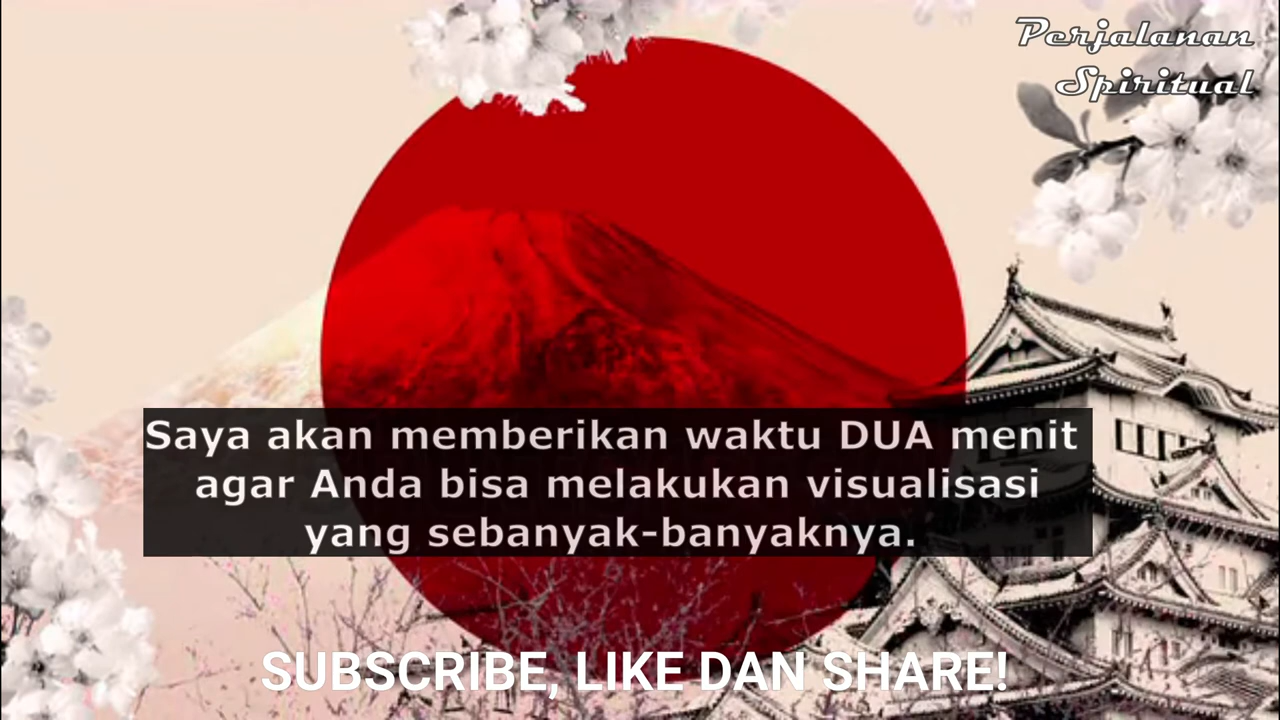 Perjalanan
Spiritual
Saya akan memberikan waktu DUA menit
agar Anda bisa melakukan visualisasi
yang sebanyak-banyaknya.
SUBSCRIBE, LIKE DAN SHARE!